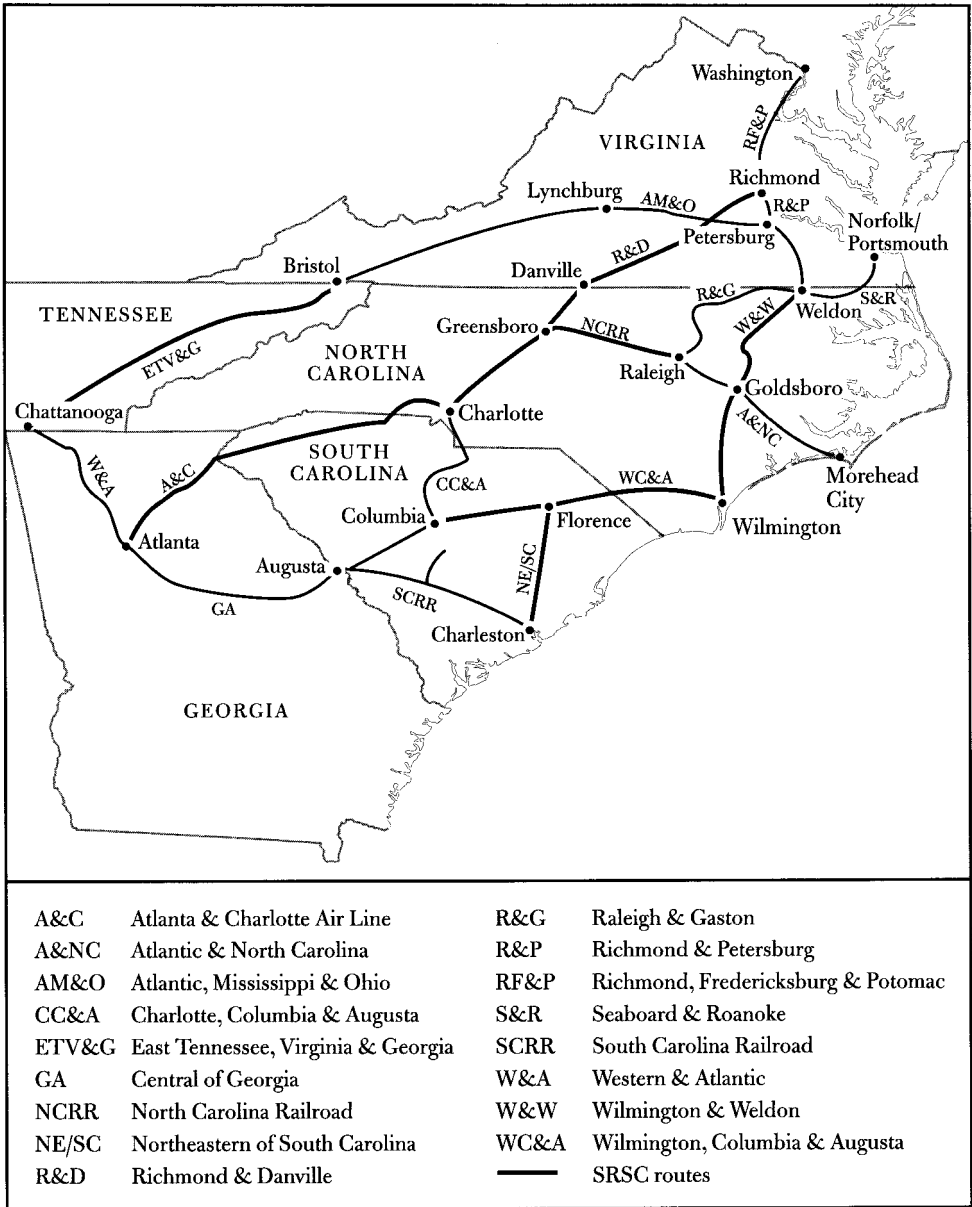 Washington
RF&P
VIRGINIA
Richmond
Lynchburg
AM&O
R&P
Norfolk/
Portsmouth
Petersburg
R&D
Bristol
Danville
R&G
S&R
TENNESSEE
Weldon
W&W
Greensboro
NCRR
ETV&G
NORTH
CAROLINA
Raleigh
Goldsboro
Chattanooga
Charlotte
A&NC
SOUTH
CAROLINA
W&A
A&C
CC&A
WC&A
Morehead
City
Columbia
Florence
Wilmington
Atlanta
Augusta
NE/SC
GA
SCRR
Charleston
GEORGIA
A&C Atlanta & Charlotte Air Line
A&NC Atlantic & North Carolina
AM&O Atlantic, Mississippi & Ohio
CC&A Charlotte, Columbia & Augusta
ETV&G East Tennessee, Virginia & Georgia
GA Central of Georgia
NCRR North Carolina Railroad
NE/SC Northeastern of South Carolina
R&D Richmond & Danville
R&G Raleigh & Gaston
R&P Richmond & Petersburg
RF&P Richmond, Fredericksburg & Potomac
S&R Seaboard & Roanoke
SCRR South Carolina Railroad
W&A Western & Atlantic
W&W Wilmington & Weldon
WC&A Wilmington, Columbia & Augusta
SRSC routes